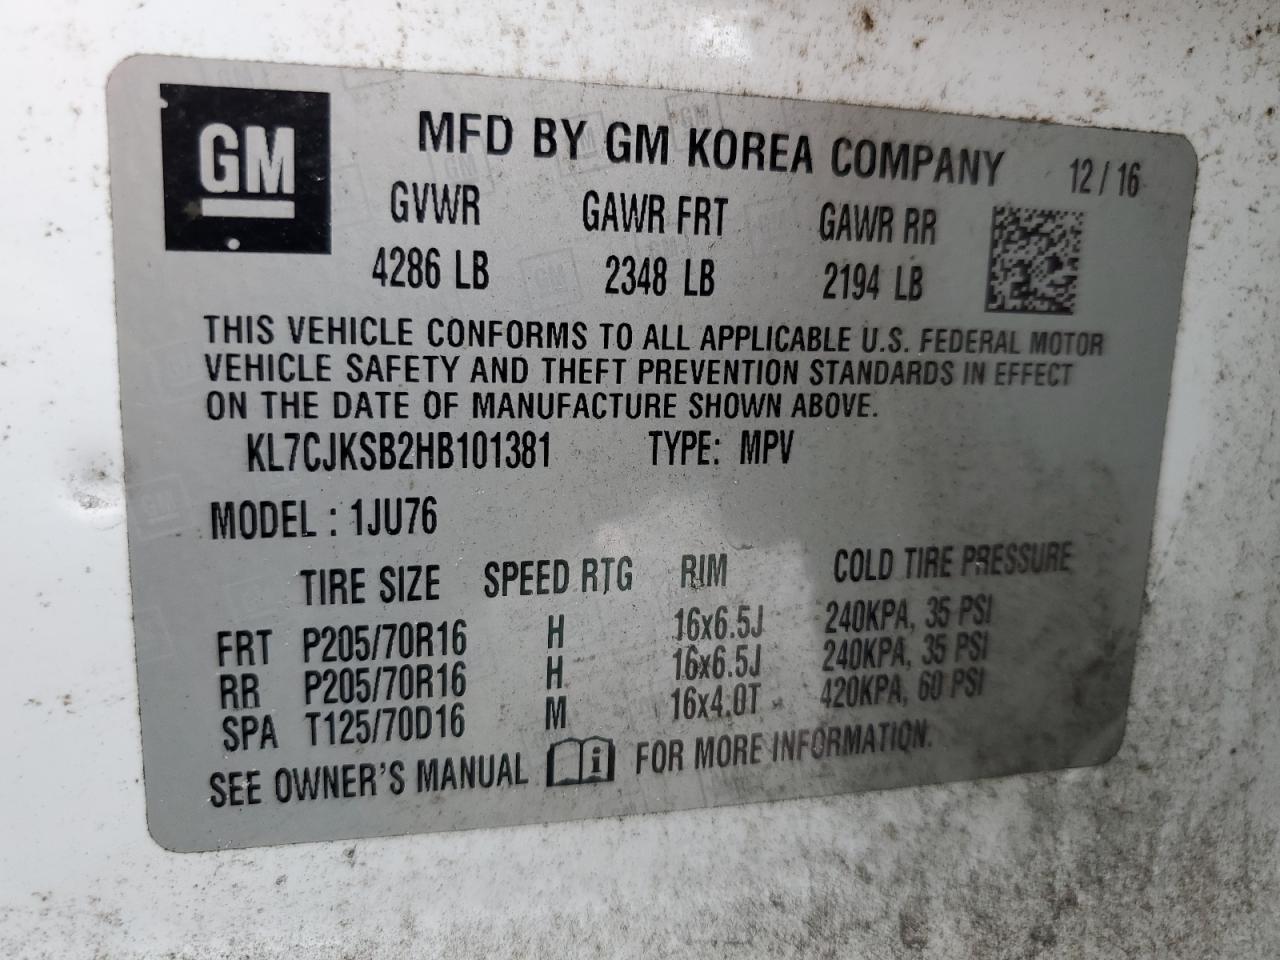 GM
MFD BY GM KOREA COMPANY 12/16
GVWR GAWR FRT GAWR RR
4286 LB 2348 LB 2194 LB
THIS VEHICLE CONFORMS TO ALL APPLICABLE U.S. FEDERAL MOTOR
VEHICLE SAFETY AND THEFT PREVENTION STANDARDS IN EFFECT
ON THE DATE OF MANUFACTURE SHOWN ABOVE.
KL7CJKSB2HB101381 TYPE: MPV
MODEL : 1JU76
TIRE SIZE SPEED RTG RIM COLD TIRE PRESSURE
FRT P205/70R16 H 16x6.5J 240KPA, 35 PSI
RR P205/70R16 H 16x6.5J 240KPA, 35 PSI
SPA T125/70D16 M 16x4.0T 420KPA, 60 PSI
SEE OWNER'S MANUAL i FOR MORE INFORMATION.